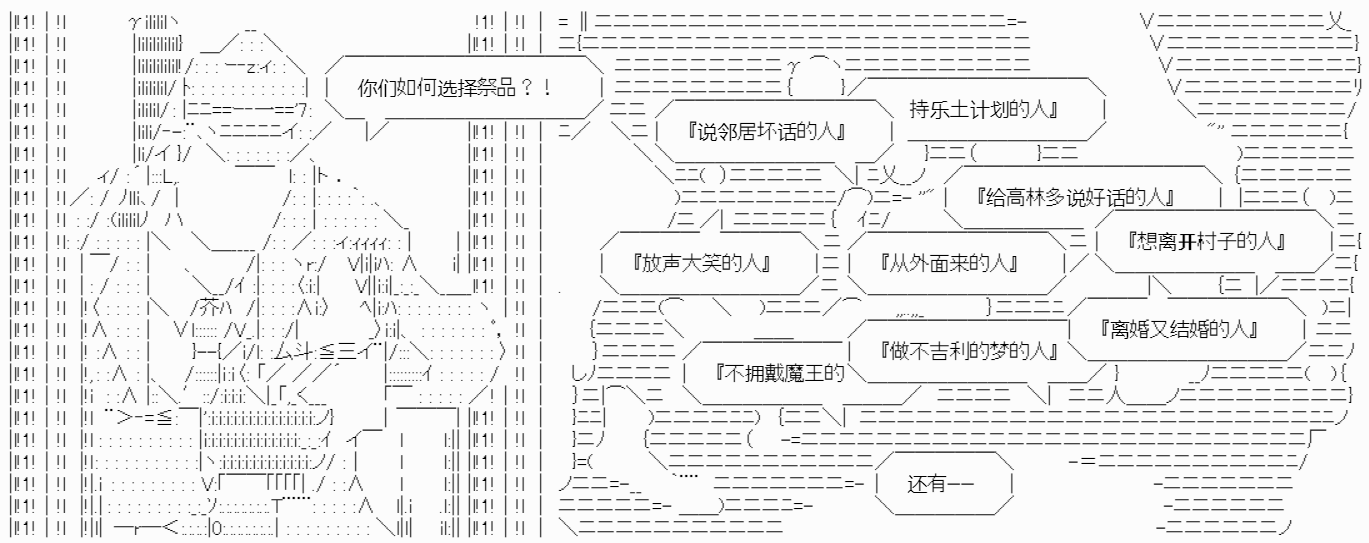 你们如何选择祭品？！
持乐土计划的人』
『说邻居坏话的人』
『给高林多说好话的人』
『想离开村子的人』
『放声大笑的人』
『从外面来的人』
『离婚又结婚的人』
『做不吉利的梦的人』
『不拥戴魔王的
还有——